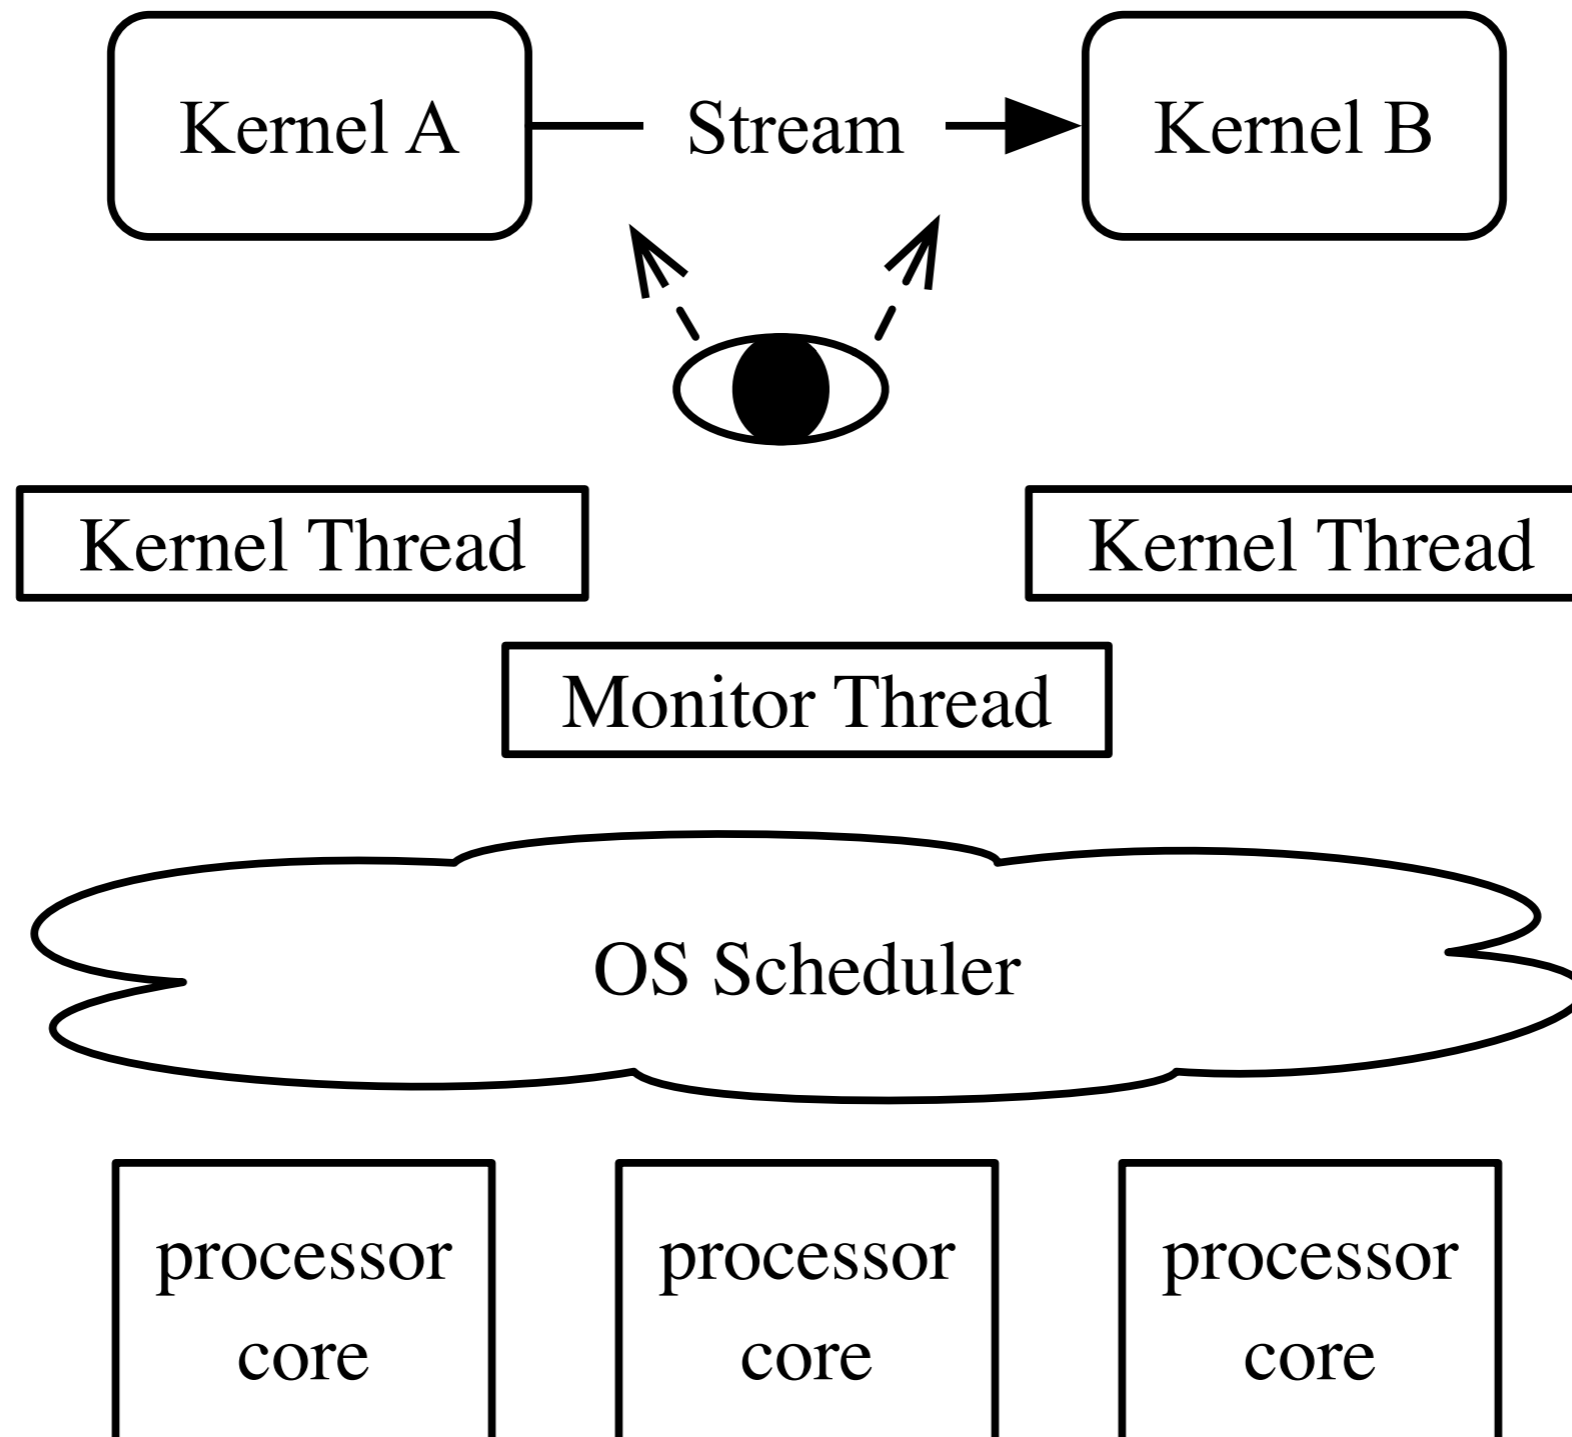 Kernel A
Stream
Kernel B
Kernel Thread
Kernel Thread
Monitor Thread
OS Scheduler
processor
core
processor
core
processor
core